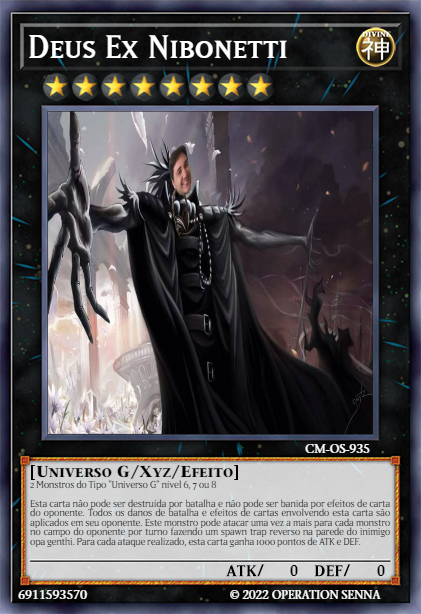 Deus Ex Nibonetti
DIVINE
神
CM-OS-935
[Universo G/Xyz/Efeito]
2 Monstros do Tipo "Universo G" nível 6, 7 ou 8
Esta carta não pode ser destruída por batalha e não pode ser banida por efeitos de carta
do oponente. Todos os danos de batalha e efeitos de cartas envolvendo esta carta são
aplicados em seu oponente. Este monstro pode atacar uma vez a mais para cada monstro
no campo do oponente por turno fazendo um spawn trap reverso na parede do inimigo
opa genthi. Para cada ataque realizado, esta carta ganha 1000 pontos de ATK e DEF.
ATK/ 0 DEF/ 0
6911593570 © 2022 OPERATION SENNA